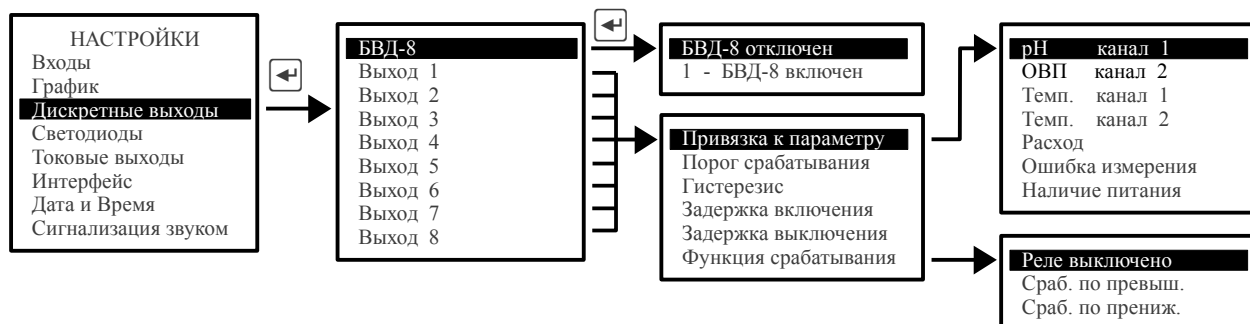 НАСТРОЙКИ
Входы
График
Дискретные выходы
Светодиоды
Токовые выходы
Интерфейс
Дата и Время
Сигнализация звуком
БВД-8
Выход 1
Выход 2
Выход 3
Выход 4
Выход 5
Выход 6
Выход 7
Выход 8
БВД-8 отключен
1 - БВД-8 включен
Привязка к параметру
Порог срабатывания
Гистерезис
Задержка включения
Задержка выключения
Функция срабатывания
pH канал 1
ОВП канал 2
Темп. канал 1
Темп. канал 2
Расход
Ошибка измерения
Наличие питания
Реле выключено
Сраб. по превыш.
Сраб. по прениж.